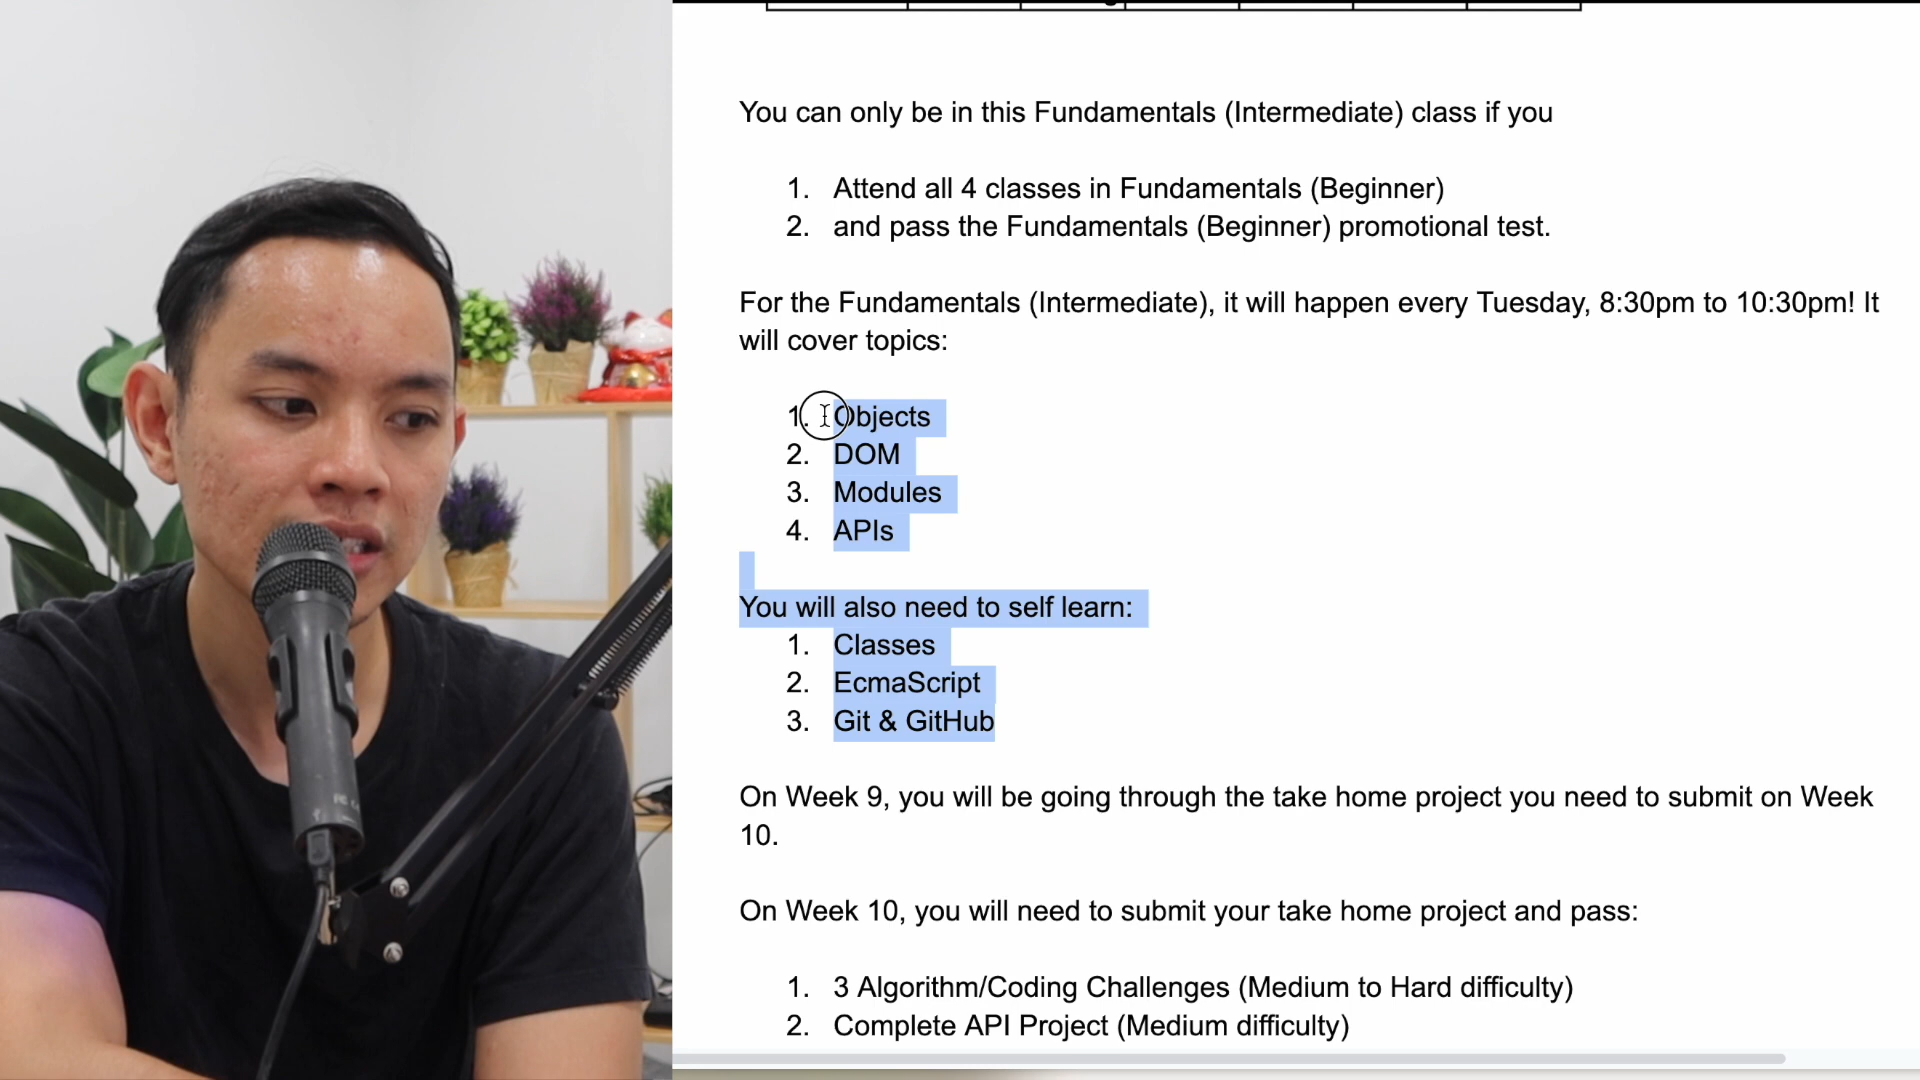 You can only be in this Fundamentals (Intermediate) class if you
1. Attend all 4 classes in Fundamentals (Beginner)
2. and pass the Fundamentals (Beginner) promotional test.
For the Fundamentals (Intermediate), it will happen every Tuesday, 8:30pm to 10:30pm! It
will cover topics:
1. Objects
2. DOM
3. Modules
4. APIs
You will also need to self learn:
1. Classes
2. EcmaScript
3. Git & GitHub
On Week 9, you will be going through the take home project you need to submit on Week
10.
On Week 10, you will need to submit your take home project and pass:
1. 3 Algorithm/Coding Challenges (Medium to Hard difficulty)
2. Complete API Project (Medium difficulty)